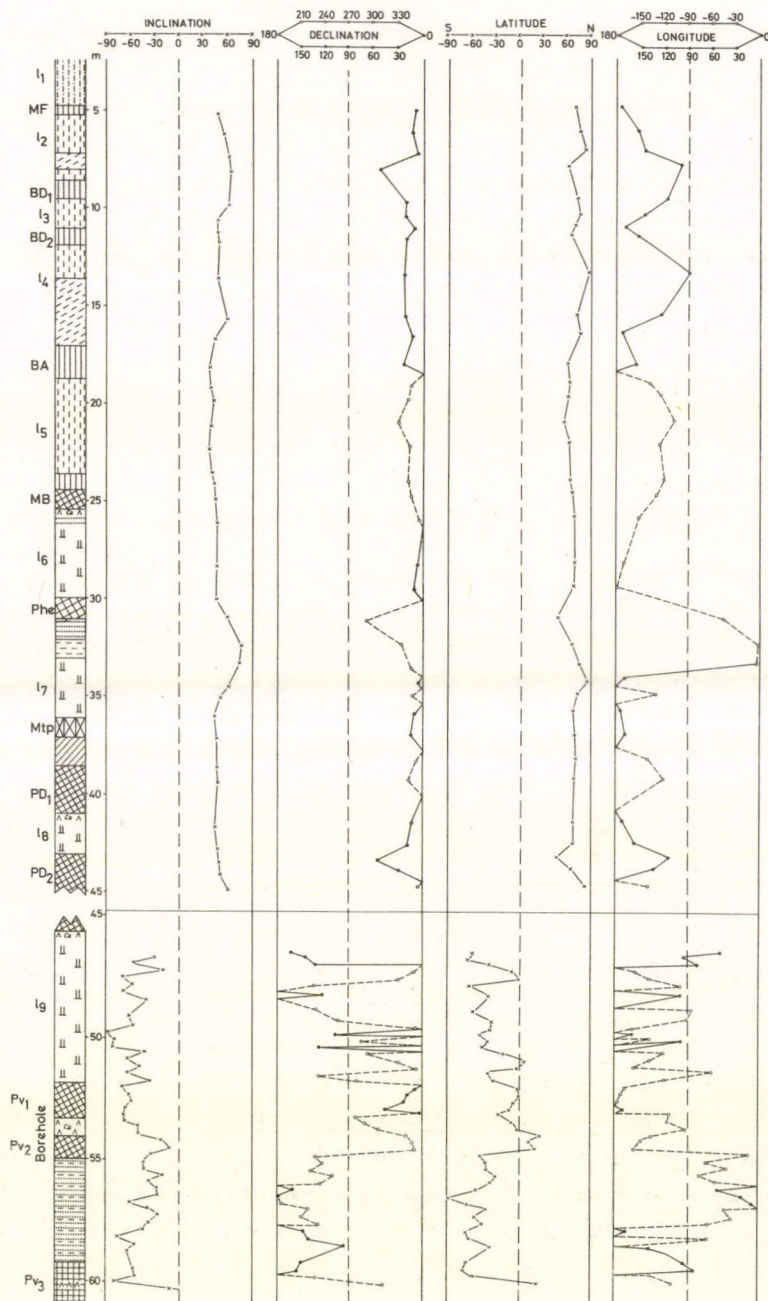 INCLINATION
210 240 270 300 330
DECLINATION
S LATITUDE N
-150 -120 -90 -60 -30
LONGITUDE
-90 -60 -30 0 30 60 90
180 0
150 120 90 60 30
-90 -60 -30 0 30 60 90
180 0
150 120 90 60 30
m
l1
MF
5
l2
BD1
10
l3
BD2
l4
15
BA
20
l5
MB
25
Ca
l6
Phe
30
l7
35
Mtp
PD1
40
Ca
l8
PD2
45
45
Ca
l9
50
Pv1
Ca
Pv2
Borehole
55
Pv3
60